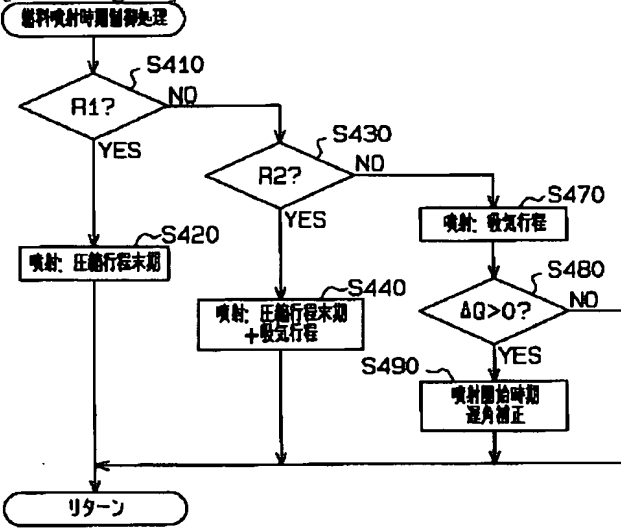 燃料噴射時期制御処理
S410
R1?
NO
YES
S430
R2?
NO
YES
S470
噴射: 吸気行程
S420
噴射: 圧縮行程末期
S480
ΔQ>0?
NO
YES
S440
噴射: 圧縮行程末期
+吸気行程
S490
噴射開始時期
遅角補正
リターン